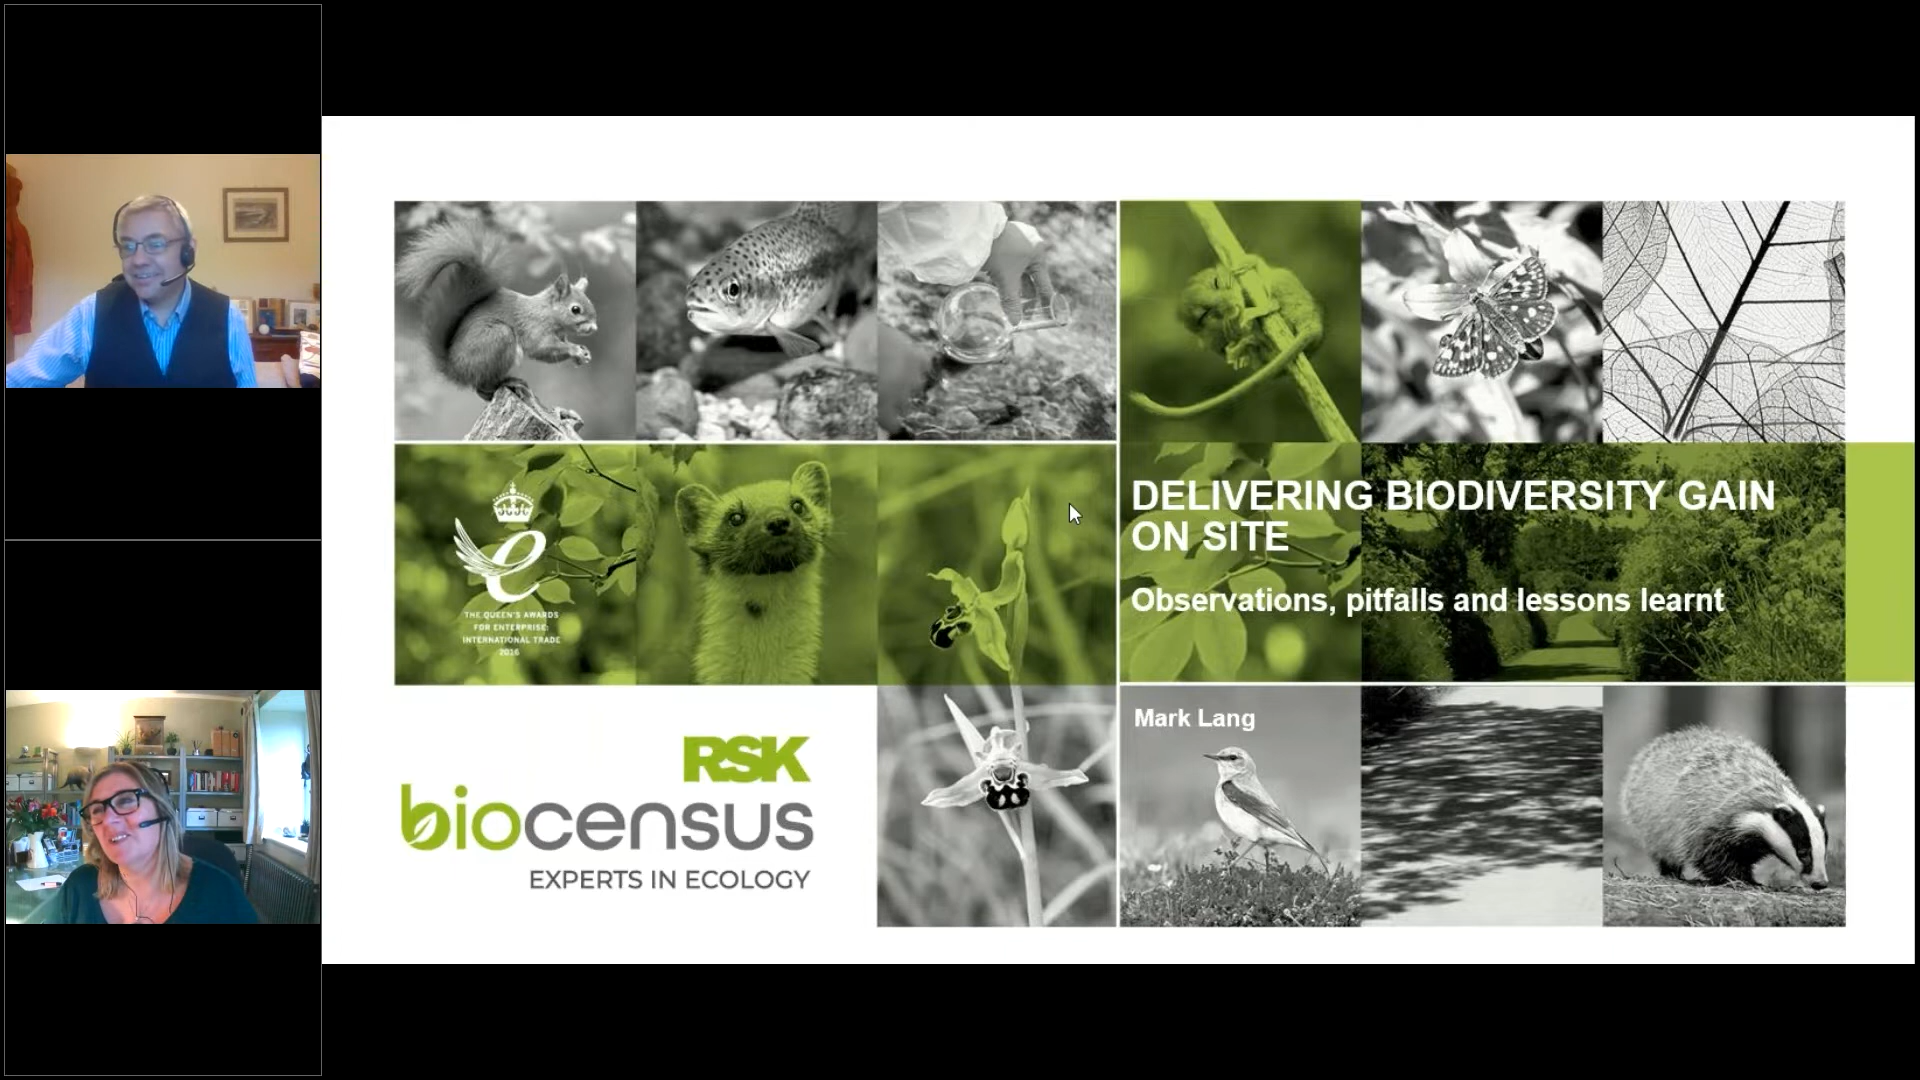 DELIVERING BIODIVERSITY GAIN
ON SITE
Observations, pitfalls and lessons learnt
THE QUEEN'S AWARDS
FOR ENTERPRISE:
INTERNATIONAL TRADE
2016
Mark Lang
RSK
biocensus
EXPERTS IN ECOLOGY